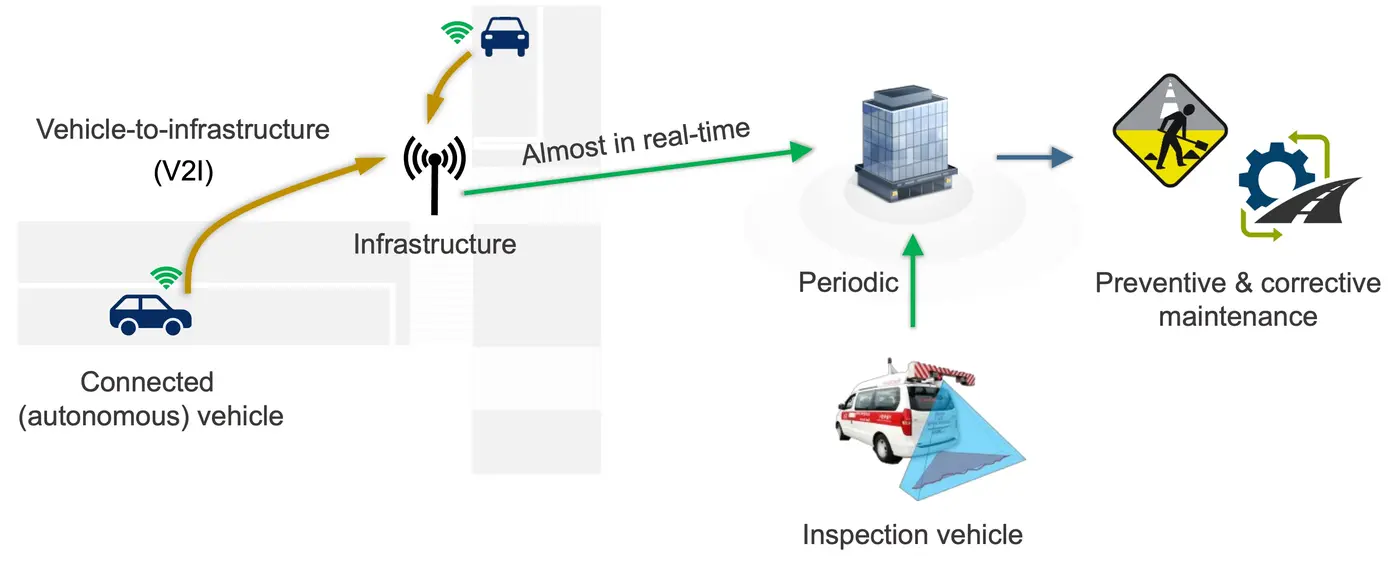 Vehicle-to-infrastructure
(V2I)
Almost in real-time
Infrastructure
Periodic
Preventive & corrective
maintenance
Connected
(autonomous) vehicle
Inspection vehicle